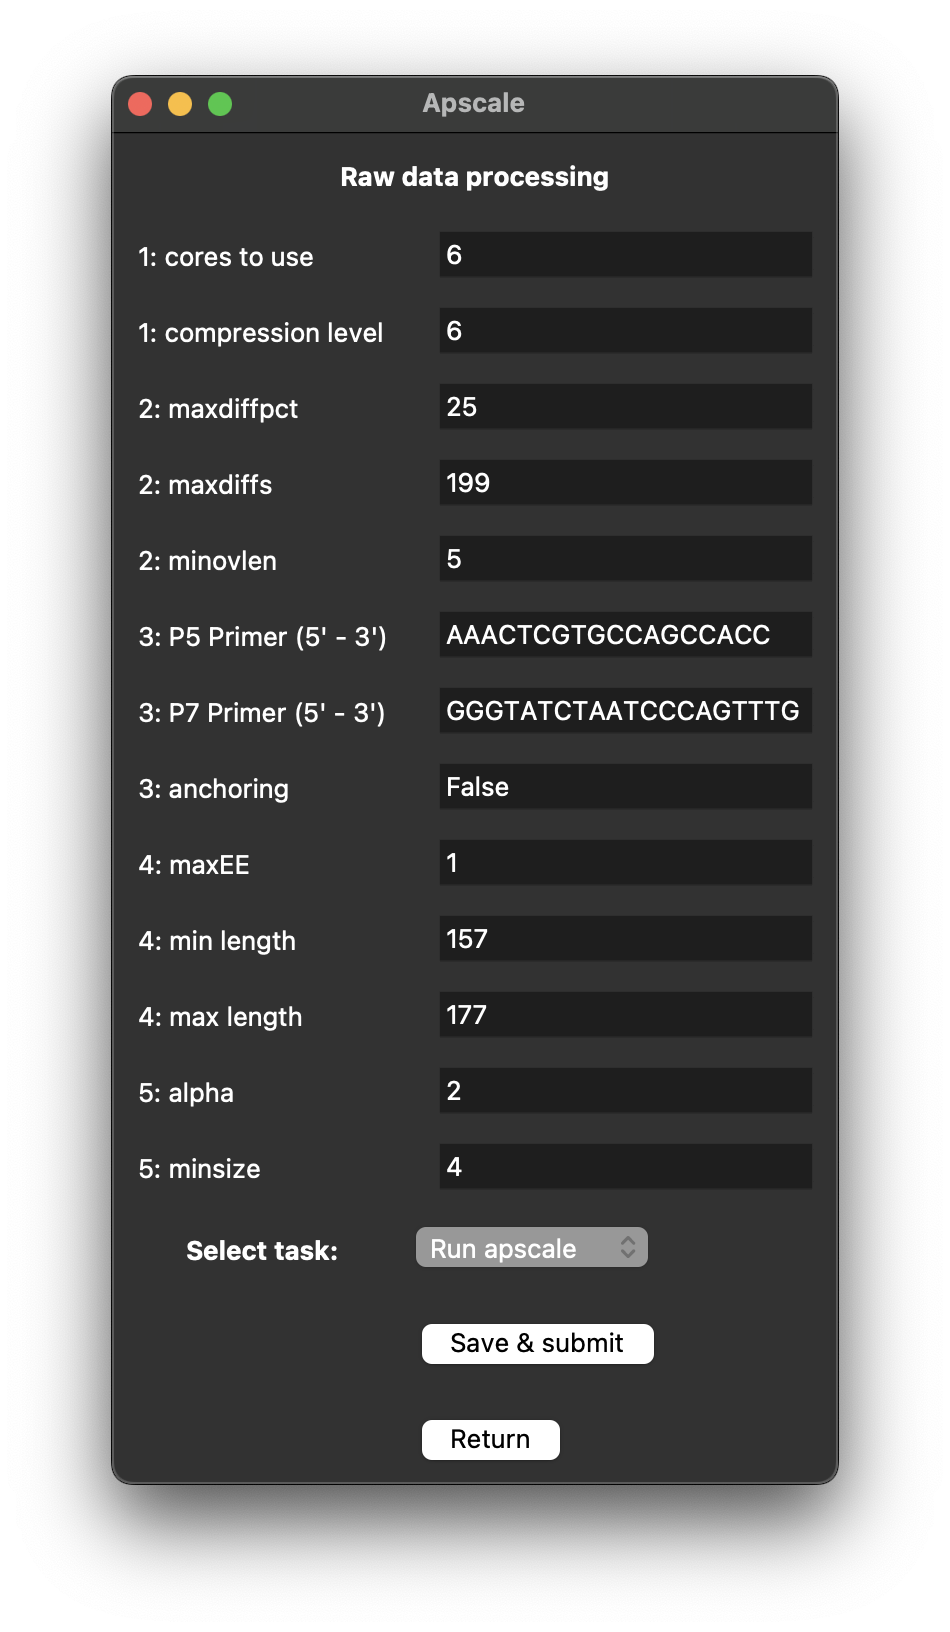 Apscale
Raw data processing
1: cores to use 6
1: compression level 6
2: maxdiffpct 25
2: maxdiffs 199
2: minovlen 5
3: P5 Primer (5' - 3') AAACTCGTGCCAGCCACC
3: P7 Primer (5' - 3') GGGTATCTAATCCCAGTTTG
3: anchoring False
4: maxEE 1
4: min length 157
4: max length 177
5: alpha 2
5: minsize 4
Select task: Run apscale
Save & submit
Return